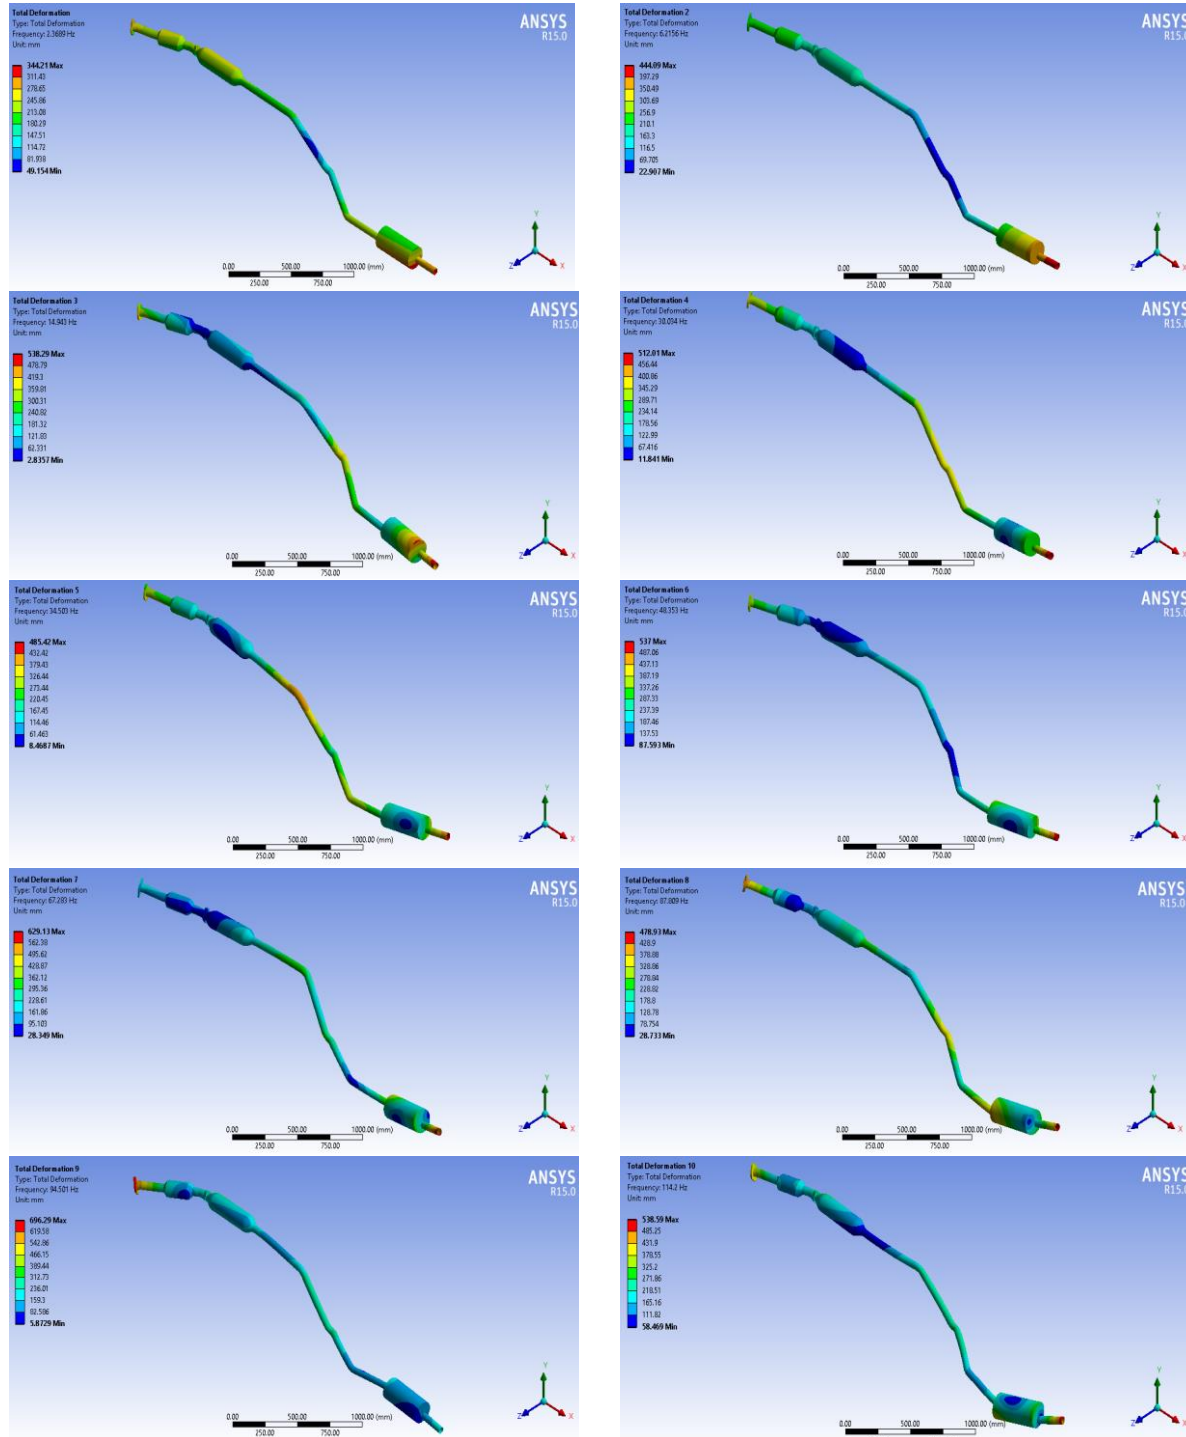 Total Deformation
Type: Total Deformation
Frequency: 2.3689 Hz
Unit: mm
344.21 Max
311.43
278.65
245.86
213.08
180.29
147.51
114.72
81.938
49.154 Min
ANSYS
R15.0
0.00 500.00 1000.00 (mm)
250.00 750.00
Y
Z X
Total Deformation 2
Type: Total Deformation
Frequency: 6.2156 Hz
Unit: mm
444.09 Max
397.29
350.49
303.69
256.9
210.1
163.3
116.5
69.705
22.907 Min
ANSYS
R15.0
0.00 500.00 1000.00 (mm)
250.00 750.00
Y
Z X
Total Deformation 3
Type: Total Deformation
Frequency: 14.943 Hz
Unit: mm
538.29 Max
478.79
419.3
359.81
300.31
240.82
181.32
121.83
62.331
2.8357 Min
ANSYS
R15.0
0.00 500.00 1000.00 (mm)
250.00 750.00
Y
Z X
Total Deformation 4
Type: Total Deformation
Frequency: 30.034 Hz
Unit: mm
512.01 Max
456.44
400.86
345.29
289.71
234.14
178.56
122.99
67.416
11.841 Min
ANSYS
R15.0
0.00 500.00 1000.00 (mm)
250.00 750.00
Y
Z X
Total Deformation 5
Type: Total Deformation
Frequency: 34.503 Hz
Unit: mm
485.42 Max
432.42
379.43
326.44
273.44
220.45
167.45
114.46
61.463
8.4687 Min
ANSYS
R15.0
0.00 500.00 1000.00 (mm)
250.00 750.00
Y
Z X
Total Deformation 6
Type: Total Deformation
Frequency: 48.353 Hz
Unit: mm
537 Max
487.06
437.13
387.19
337.26
287.33
237.39
187.46
137.53
87.593 Min
ANSYS
R15.0
0.00 500.00 1000.00 (mm)
250.00 750.00
Y
Z X
Total Deformation 7
Type: Total Deformation
Frequency: 67.283 Hz
Unit: mm
629.13 Max
562.38
495.62
428.87
362.12
295.36
228.61
161.86
95.103
28.349 Min
ANSYS
R15.0
0.00 500.00 1000.00 (mm)
250.00 750.00
Y
Z X
Total Deformation 8
Type: Total Deformation
Frequency: 87.809 Hz
Unit: mm
478.93 Max
428.9
378.88
328.86
278.84
228.82
178.8
128.78
78.754
28.733 Min
ANSYS
R15.0
0.00 500.00 1000.00 (mm)
250.00 750.00
Y
Z X
Total Deformation 9
Type: Total Deformation
Frequency: 94.501 Hz
Unit: mm
696.29 Max
619.58
542.86
466.15
389.44
312.73
236.01
159.3
82.586
5.8729 Min
ANSYS
R15.0
0.00 500.00 1000.00 (mm)
250.00 750.00
Y
Z X
Total Deformation 10
Type: Total Deformation
Frequency: 114.2 Hz
Unit: mm
538.59 Max
485.25
431.9
378.55
325.2
271.86
218.51
165.16
111.82
58.469 Min
ANSYS
R15.0
0.00 500.00 1000.00 (mm)
250.00 750.00
Y
Z X